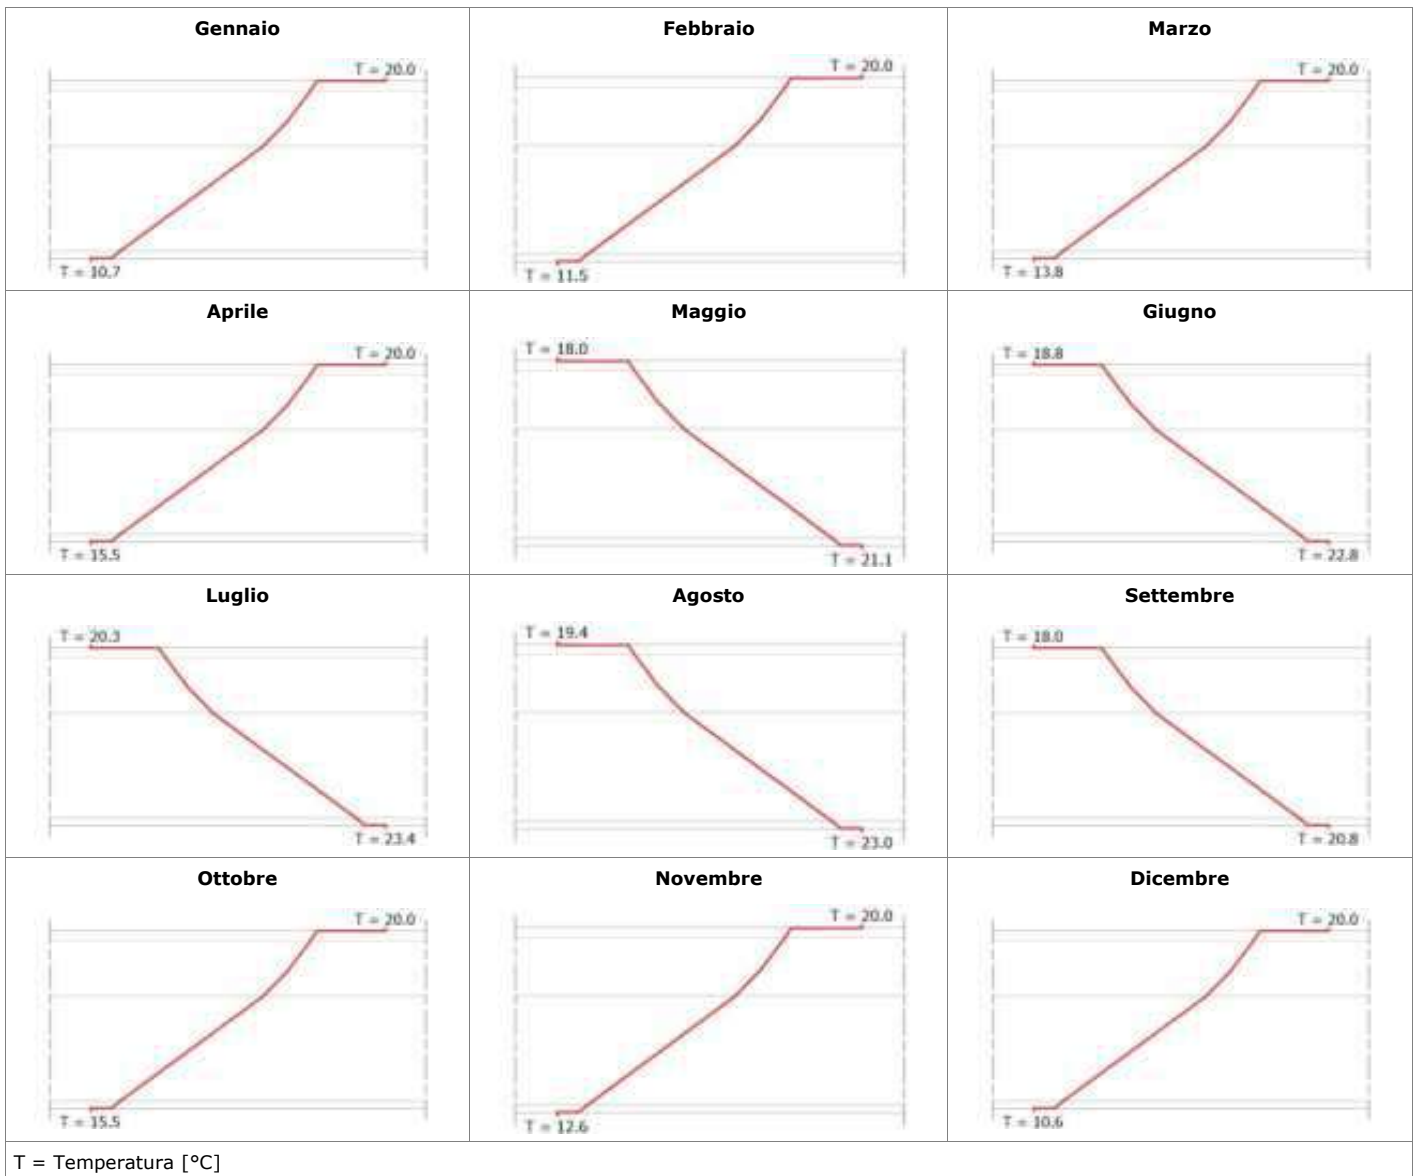 Gennaio
T = 20.0
T = 10.7
Febbraio
T = 20.0
T = 11.5
Marzo
T = 20.0
T = 13.8
Aprile
T = 20.0
T = 15.5
Maggio
T = 18.0
T = 21.1
Giugno
T = 18.8
T = 22.8
Luglio
T = 20.3
T = 23.4
Agosto
T = 19.4
T = 23.0
Settembre
T = 18.0
T = 20.8
Ottobre
T = 20.0
T = 15.5
Novembre
T = 20.0
T = 12.6
Dicembre
T = 20.0
T = 10.6
T = Temperatura [°C]